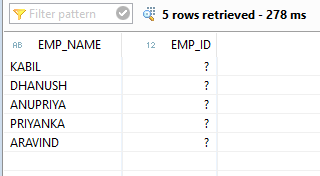 Filter pattern 5 rows retrieved - 278 ms
AB EMP_NAME 12 EMP_ID
KABIL ?
DHANUSH ?
ANUPRIYA ?
PRIYANKA ?
ARAVIND ?